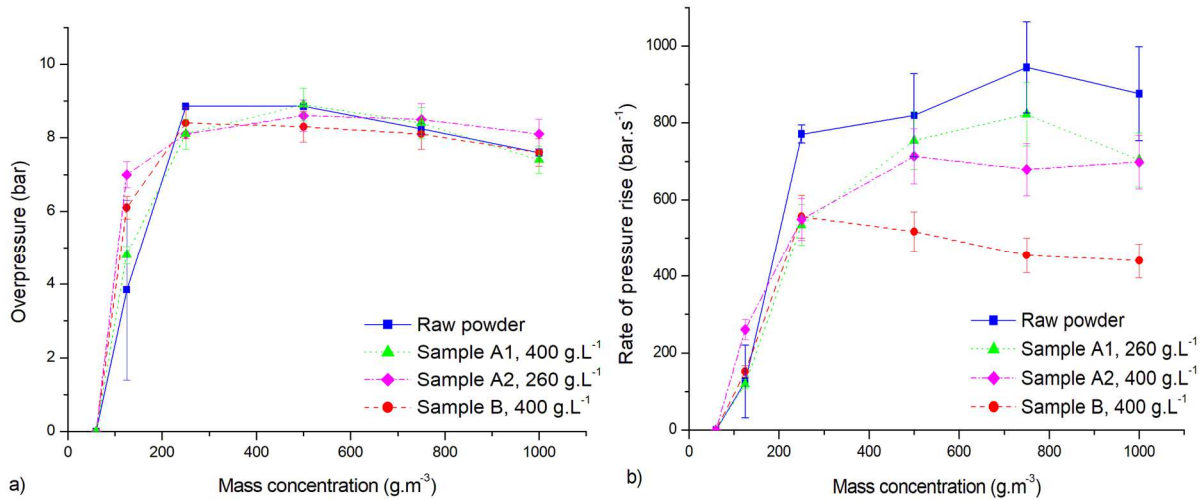 10
8
6
4
2
0
Overpressure (bar)
Raw powder
Sample A1, 400 g.L⁻¹
Sample A2, 260 g.L⁻¹
Sample B, 400 g.L⁻¹
0 200 400 600 800 1000
a) Mass concentration (g.m⁻³)
1000
800
600
400
200
0
Rate of pressure rise (bar.s⁻¹)
Raw powder
Sample A1, 260 g.L⁻¹
Sample A2, 400 g.L⁻¹
Sample B, 400 g.L⁻¹
0 200 400 600 800 1000
b) Mass concentration (g.m⁻³)